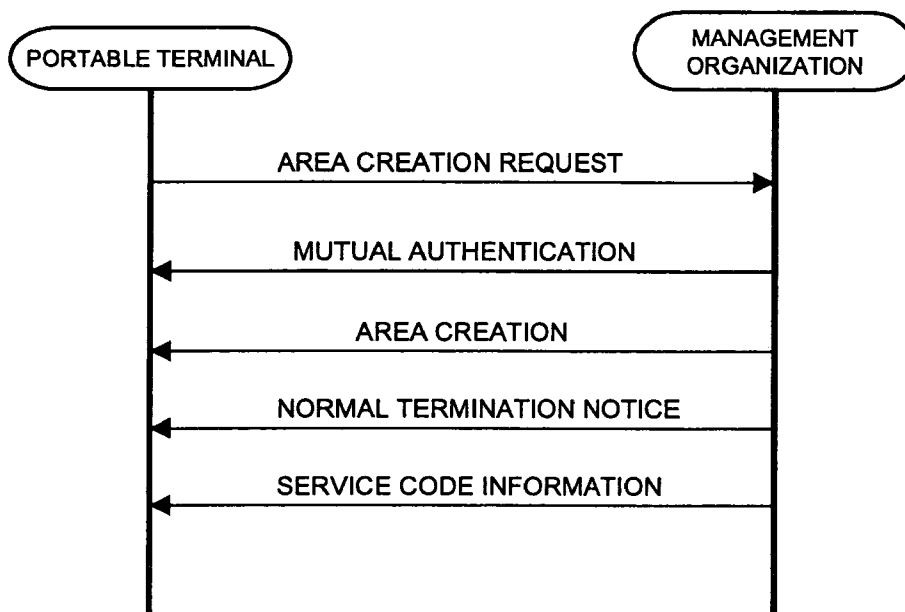 PORTABLE TERMINAL
MANAGEMENT
ORGANIZATION
AREA CREATION REQUEST
MUTUAL AUTHENTICATION
AREA CREATION
NORMAL TERMINATION NOTICE
SERVICE CODE INFORMATION